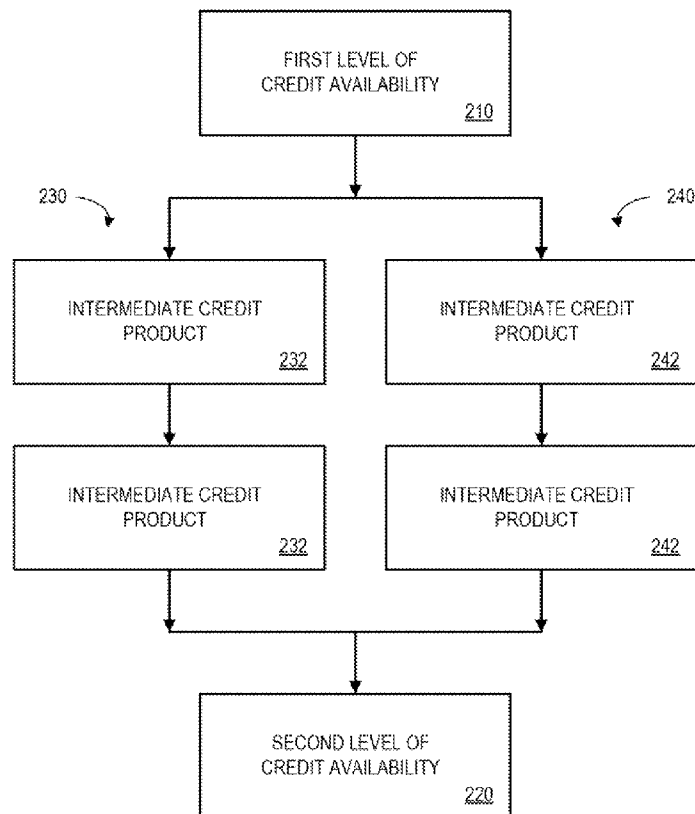 FIRST LEVEL OF
CREDIT AVAILABILITY
210
230
240
INTERMEDIATE CREDIT
PRODUCT
232
INTERMEDIATE CREDIT
PRODUCT
242
INTERMEDIATE CREDIT
PRODUCT
232
INTERMEDIATE CREDIT
PRODUCT
242
SECOND LEVEL OF
CREDIT AVAILABILITY
220